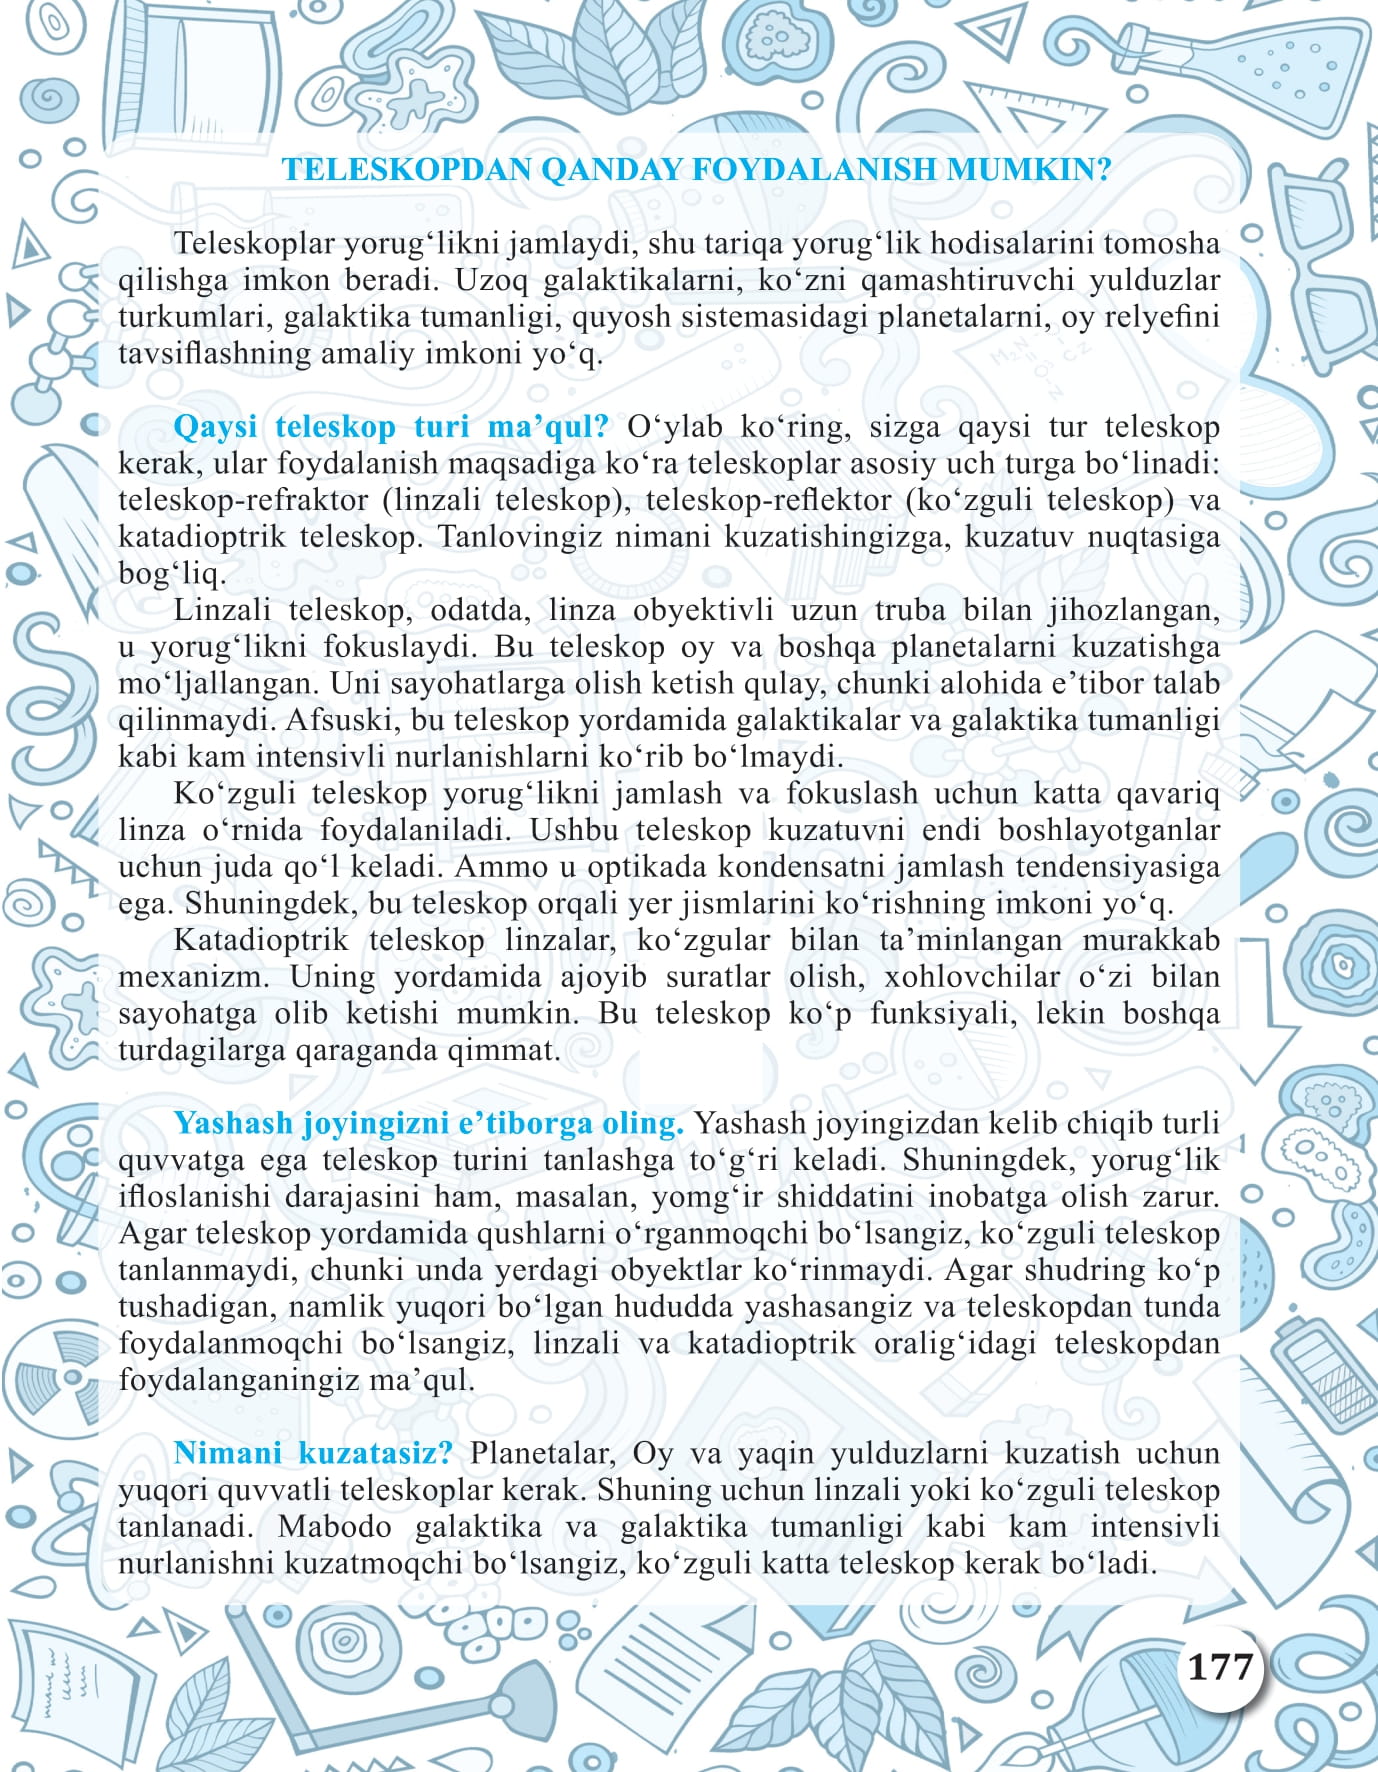 TELESKOPDAN QANDAY FOYDALANISH MUMKIN?
Teleskoplar yorug‘likni jamlaydi, shu tariqa yorug‘lik hodisalarini tomosha
qilishga imkon beradi. Uzoq galaktikalarni, ko‘zni qamashtiruvchi yulduzlar
turkumlari, galaktika tumanligi, quyosh sistemasidagi planetalarni, oy relyefini
tavsiflashning amaliy imkoni yo‘q.
Qaysi teleskop turi ma’qul? O‘ylab ko‘ring, sizga qaysi tur teleskop
kerak, ular foydalanish maqsadiga ko‘ra teleskoplar asosiy uch turga bo‘linadi:
teleskop-refraktor (linzali teleskop), teleskop-reflektor (ko‘zguli teleskop) va
katadioptrik teleskop. Tanlovingiz nimani kuzatishingizga, kuzatuv nuqtasiga
bog‘liq.
Linzali teleskop, odatda, linza obyektivli uzun truba bilan jihozlangan,
u yorug‘likni fokuslaydi. Bu teleskop oy va boshqa planetalarni kuzatishga
mo‘ljallangan. Uni sayohatlarga olish ketish qulay, chunki alohida e’tibor talab
qilinmaydi. Afsuski, bu teleskop yordamida galaktikalar va galaktika tumanligi
kabi kam intensivli nurlanishlarni ko‘rib bo‘lmaydi.
Ko‘zguli teleskop yorug‘likni jamlash va fokuslash uchun katta qavariq
linza o‘rnida foydalaniladi. Ushbu teleskop kuzatuvni endi boshlayotganlar
uchun juda qo‘l keladi. Ammo u optikada kondensatni jamlash tendensiyasiga
ega. Shuningdek, bu teleskop orqali yer jismlarini ko‘rishning imkoni yo‘q.
Katadioptrik teleskop linzalar, ko‘zgular bilan ta’minlangan murakkab
mexanizm. Uning yordamida ajoyib suratlar olish, xohlovchilar o‘zi bilan
sayohatga olib ketishi mumkin. Bu teleskop ko‘p funksiyali, lekin boshqa
turdagilarga qaraganda qimmat.
Yashash joyingizni e’tiborga oling. Yashash joyingizdan kelib chiqib turli
quvvatga ega teleskop turini tanlashga to‘g‘ri keladi. Shuningdek, yorug‘lik
ifloslanishi darajasini ham, masalan, yomg‘ir shiddatini inobatga olish zarur.
Agar teleskop yordamida qushlarni o‘rganmoqchi bo‘lsangiz, ko‘zguli teleskop
tanlanmaydi, chunki unda yerdagi obyektlar ko‘rinmaydi. Agar shudring ko‘p
tushadigan, namlik yuqori bo‘lgan hududda yashasangiz va teleskopdan tunda
foydalanmoqchi bo‘lsangiz, linzali va katadioptrik oralig‘idagi teleskopdan
foydalanganingiz ma’qul.
Nimani kuzatasiz? Planetalar, Oy va yaqin yulduzlarni kuzatish uchun
yuqori quvvatli teleskoplar kerak. Shuning uchun linzali yoki ko‘zguli teleskop
tanlanadi. Mabodo galaktika va galaktika tumanligi kabi kam intensivli
nurlanishni kuzatmoqchi bo‘lsangiz, ko‘zguli katta teleskop kerak bo‘ladi.
177